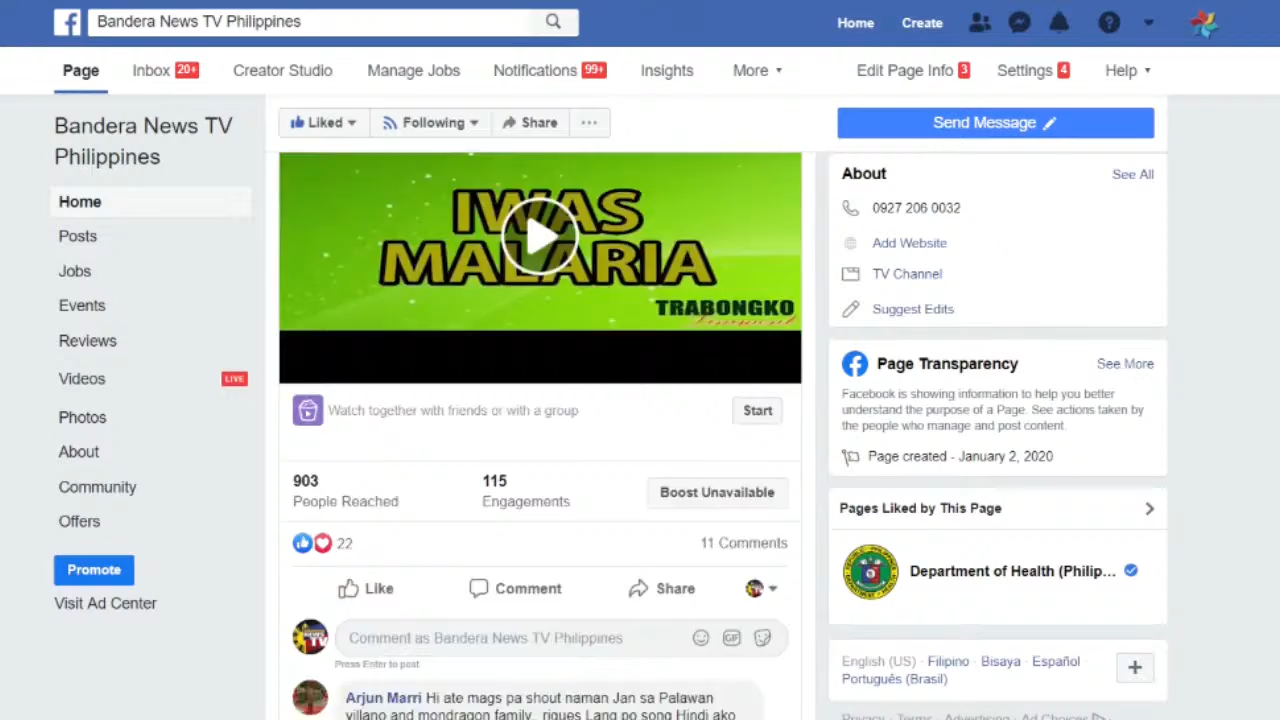 Bandera News TV Philippines
Home
Create
Page
Inbox 20+
Creator Studio
Manage Jobs
Notifications 99+
Insights
More
Edit Page Info 3
Settings 4
Help
Bandera News TV
Philippines
Home
Posts
Jobs
Events
Reviews
Videos
LIVE
Photos
About
Community
Offers
Promote
Visit Ad Center
Liked
Following
Share
Send Message
IWAS
MALARIA
TRABONGKO
Watch together with friends or with a group
Start
903
People Reached
115
Engagements
Boost Unavailable
22
11 Comments
Like
Comment
Share
Comment as Bandera News TV Philippines
GIF
Press Enter to post
Arjun Marri Hi ate mags pa shout naman Jan sa Palawan
villano and mondragon family.. riques Lang po song Hindi ako
About
See All
0927 206 0032
Add Website
TV Channel
Suggest Edits
Page Transparency
See More
Facebook is showing information to help you better
understand the purpose of a Page. See actions taken by
the people who manage and post content.
Page created - January 2, 2020
Pages Liked by This Page
Department of Health (Philip...
English (US) · Filipino · Bisaya · Español
Português (Brasil)
Privacy · Terms · Advertising · Ad Choices